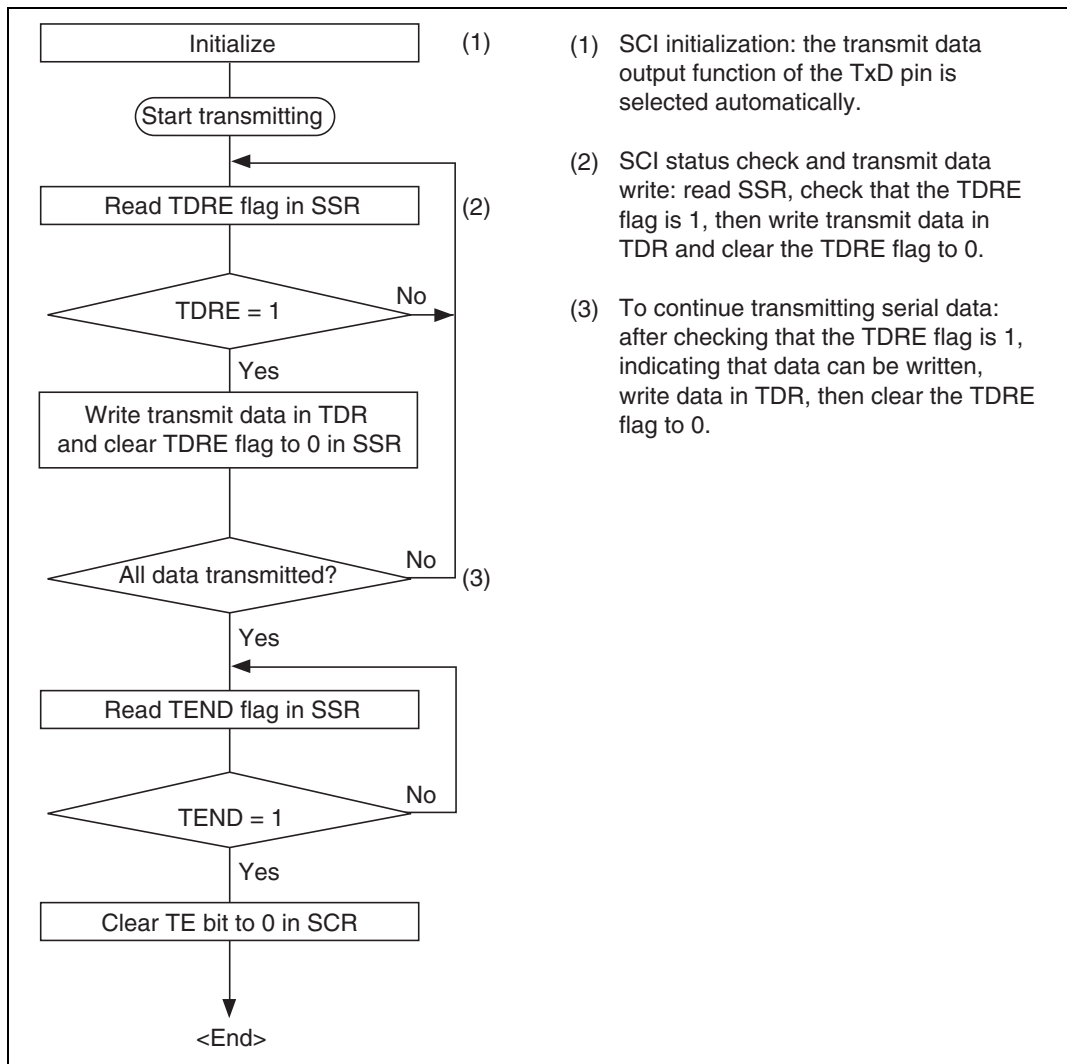 Initialize
(1)
Start transmitting
Read TDRE flag in SSR
(2)
TDRE = 1
No
Yes
Write transmit data in TDR
and clear TDRE flag to 0 in SSR
All data transmitted?
No
(3)
Yes
Read TEND flag in SSR
TEND = 1
No
Yes
Clear TE bit to 0 in SCR
<End>
(1) SCI initialization: the transmit data
output function of the TxD pin is
selected automatically.
(2) SCI status check and transmit data
write: read SSR, check that the TDRE
flag is 1, then write transmit data in
TDR and clear the TDRE flag to 0.
(3) To continue transmitting serial data:
after checking that the TDRE flag is 1,
indicating that data can be written,
write data in TDR, then clear the TDRE
flag to 0.